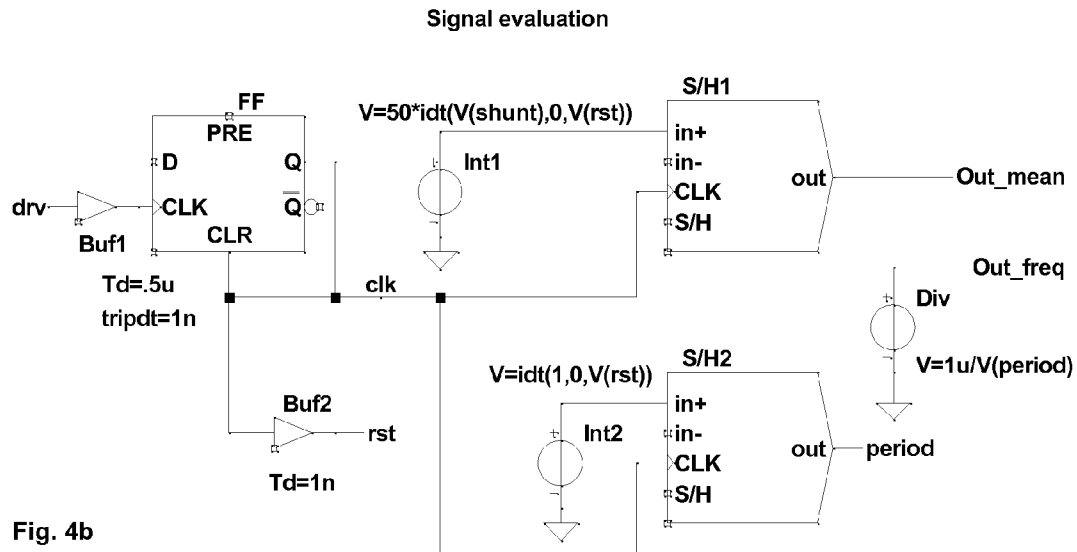 Signal evaluation
FF
PRE
D
Q
drv
CLK
Q
Buf1
CLR
Td=.5u
tripdt=1n
clk
Buf2
rst
Td=1n
V=50*idt(V(shunt),0,V(rst))
Int1
S/H1
in+
in-
CLK
S/H
out
Out_mean
Out_freq
Div
V=1u/V(period)
V=idt(1,0,V(rst))
Int2
S/H2
in+
in-
CLK
S/H
out
period
Fig. 4b